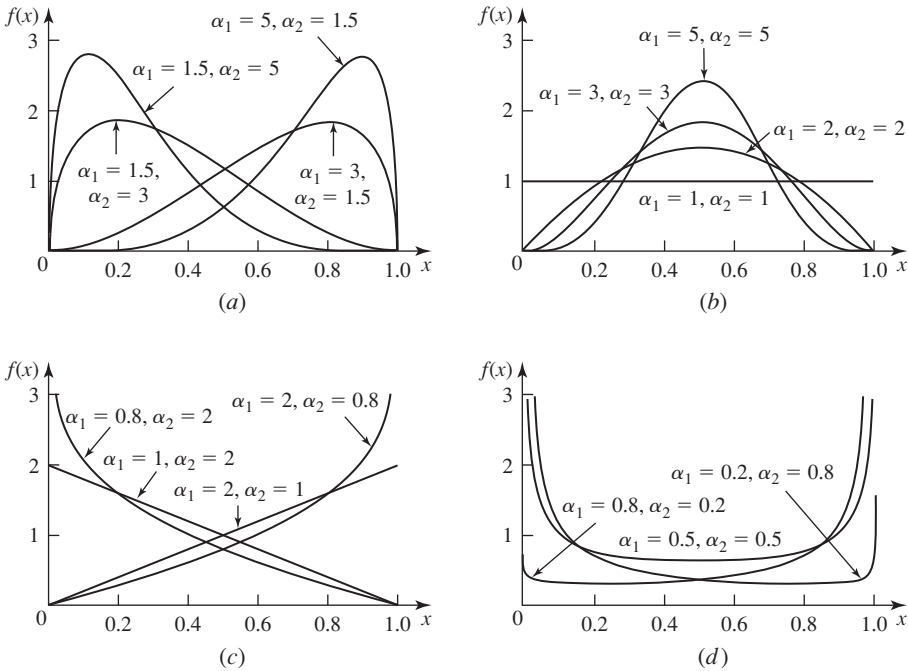 f(x)
3
2
1
0
0.2
0.4
0.6
0.8
1.0
x
α1 = 5, α2 = 1.5
α1 = 1.5, α2 = 5
α1 = 1.5,
α2 = 3
α1 = 3,
α2 = 1.5
(a)
f(x)
3
2
1
0
0.2
0.4
0.6
0.8
1.0
x
α1 = 5, α2 = 5
α1 = 3, α2 = 3
α1 = 2, α2 = 2
α1 = 1, α2 = 1
(b)
f(x)
3
2
1
0
0.2
0.4
0.6
0.8
1.0
x
α1 = 2, α2 = 0.8
α1 = 0.8, α2 = 2
α1 = 1, α2 = 2
α1 = 2, α2 = 1
(c)
f(x)
3
2
1
0
0.2
0.4
0.6
0.8
1.0
x
α1 = 0.2, α2 = 0.8
α1 = 0.8, α2 = 0.2
α1 = 0.5, α2 = 0.5
(d)